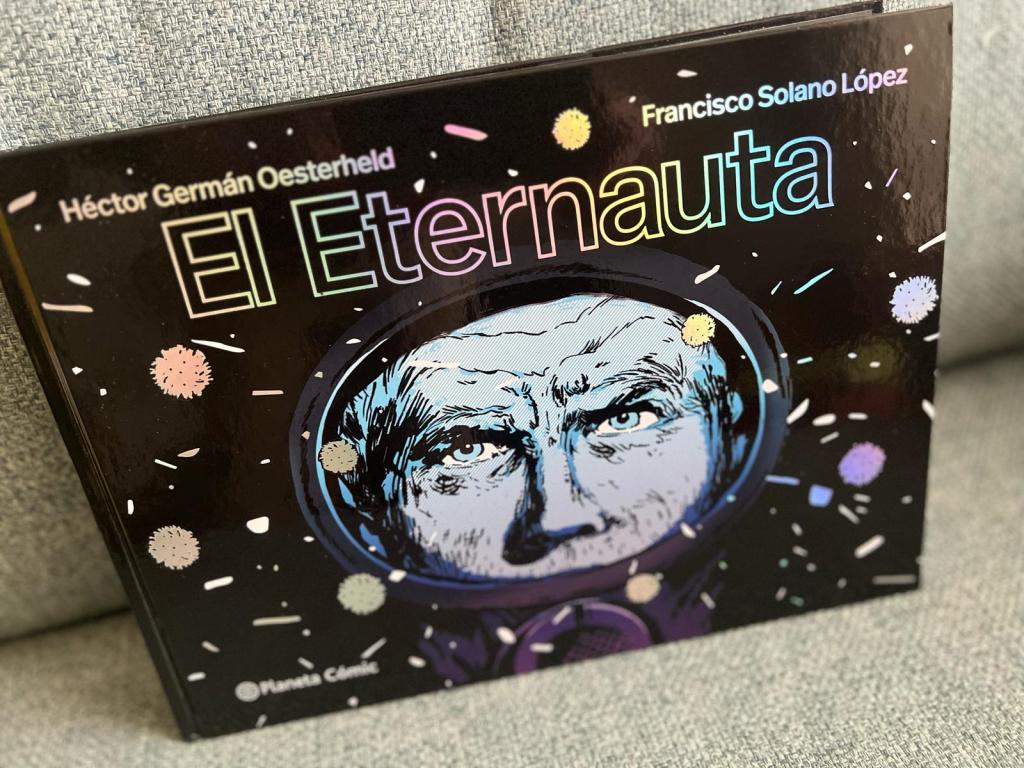 Héctor Germán Oesterheld
Francisco Solano López
El Eternauta
Planeta Cómic